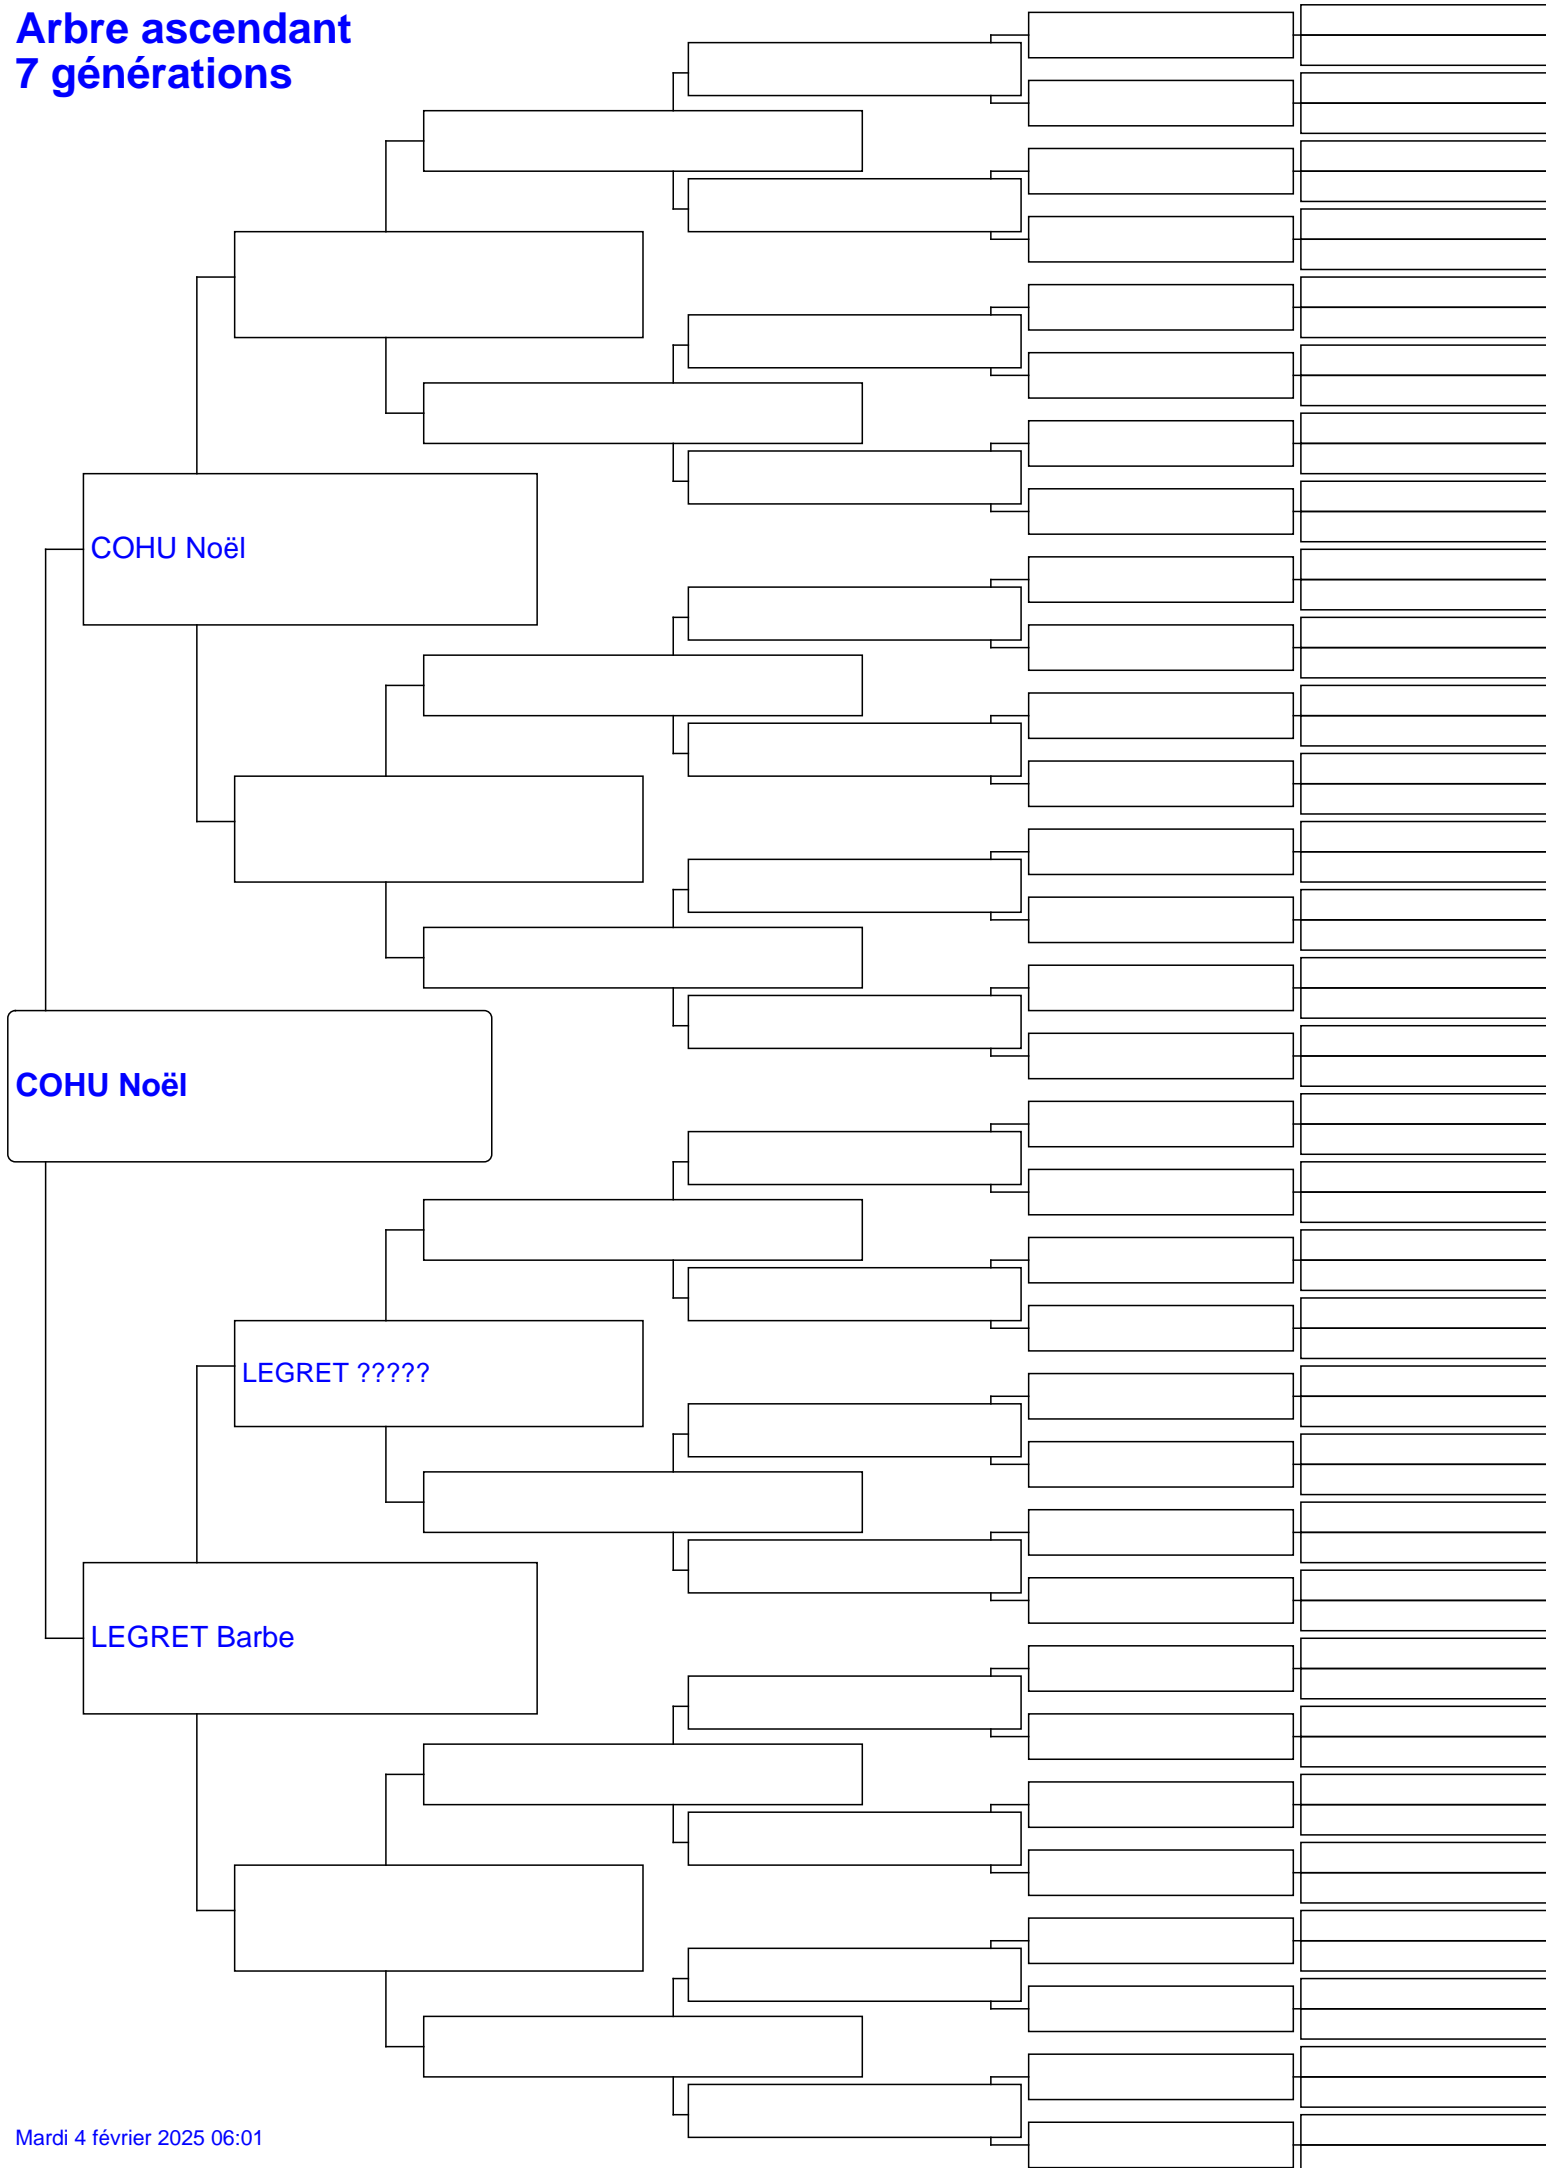 Arbre ascendant
7 générations
COHU Noël
COHU Noël
LEGRET ?????
LEGRET Barbe
Mardi 4 février 2025 06:01